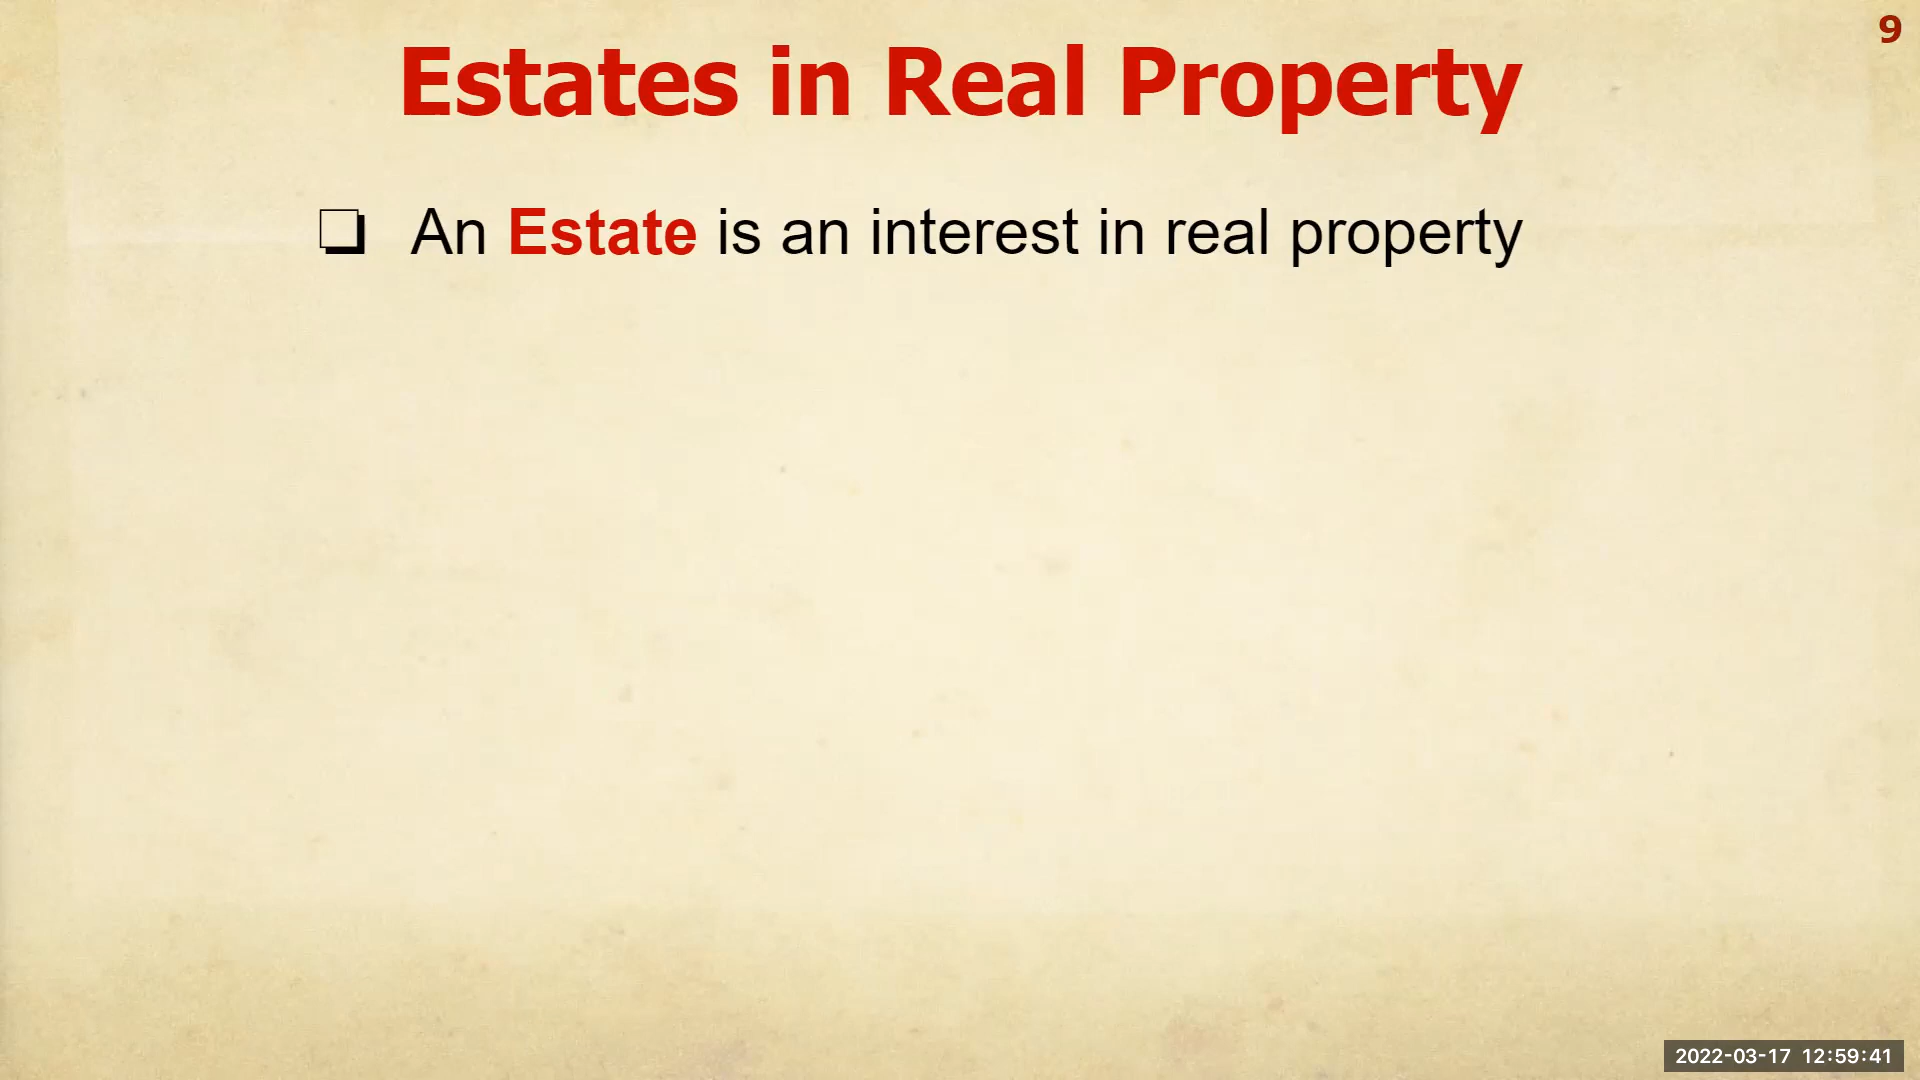 9
Estates in Real Property
❏ An Estate is an interest in real property
2022-03-17 12:59:41